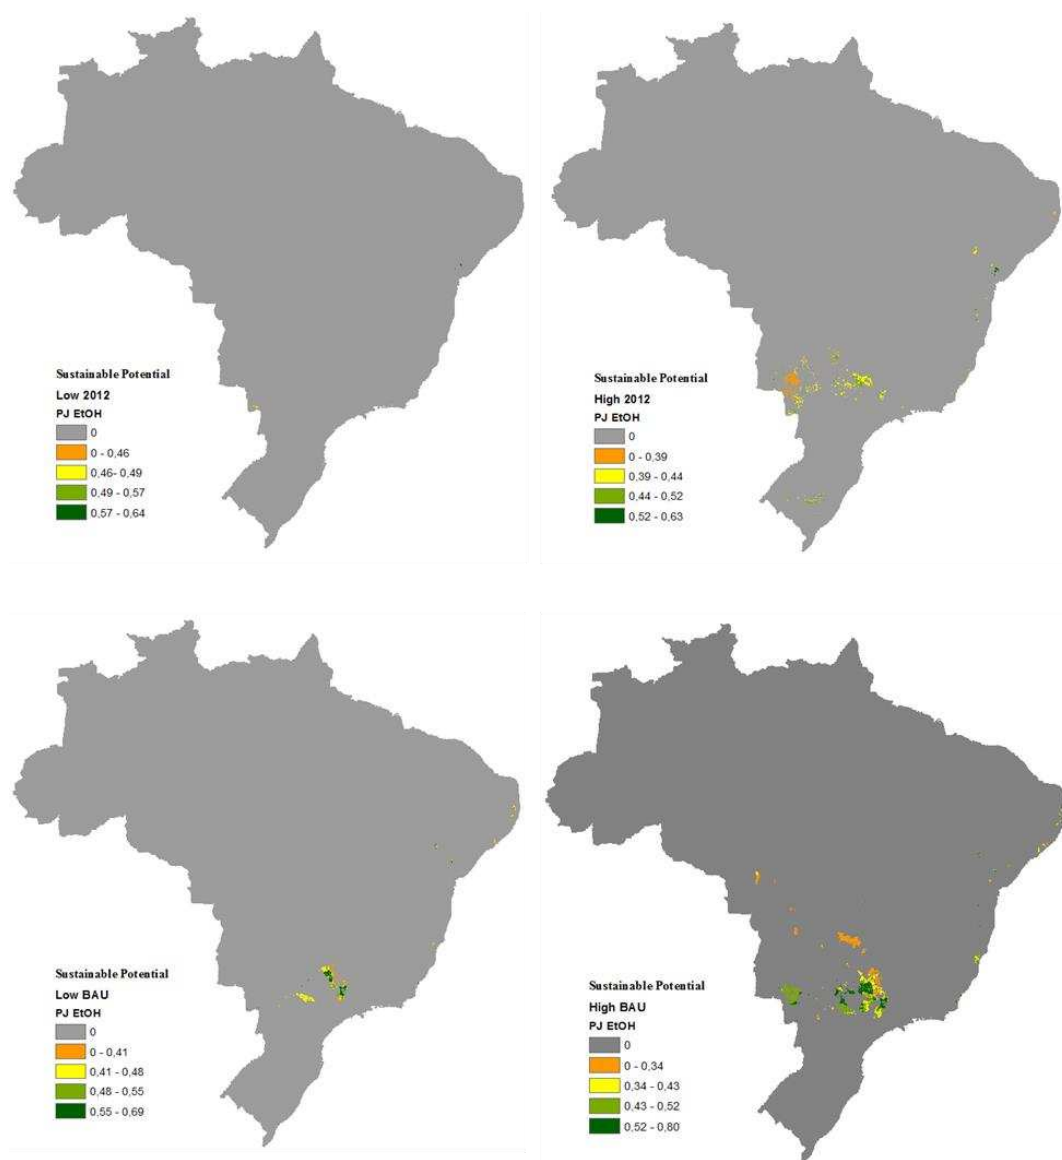 Sustainable Potential
Low 2012
PJ EtOH
0
0 - 0,46
0,46- 0,49
0,49 - 0,57
0,57 - 0,64
Sustainable Potential
High 2012
PJ EtOH
0
0 - 0,39
0,39 - 0,44
0,44 - 0,52
0,52 - 0,63
Sustainable Potential
Low BAU
PJ EtOH
0
0 - 0,41
0,41 - 0,48
0,48 - 0,55
0,55 - 0,69
Sustainable Potential
High BAU
PJ EtOH
0
0 - 0,34
0,34 - 0,43
0,43 - 0,52
0,52 - 0,80